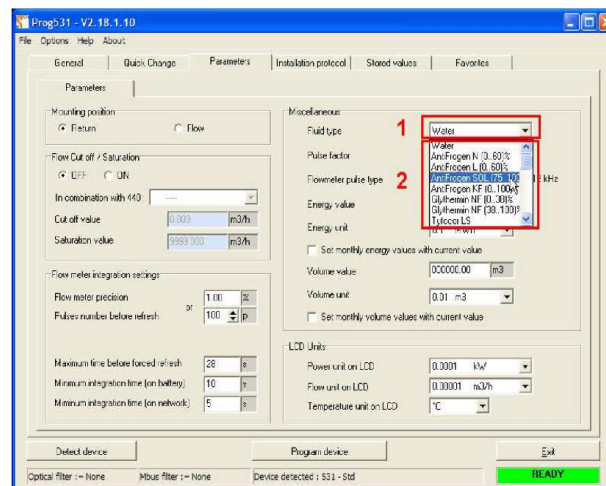 Prog531 - V2.18.1.10
File Options Help About
General Quick Change Parameters Installation protocol Stored values Favorites
Parameters
Mounting position
Return Flow
Flow Cut off / Saturation
OFF ON
In combination with 440: ----
Cut off value 0.003 m3/h
Saturation value 9999.000 m3/h
Flow meter integration settings
Flow meter precision 1.00 %
or
Pulses number before refresh 100 p
Maximum time before forced refresh 28 s
Minimum integration time (on battery) 10 s
Minimum integration time (on network) 5 s
Miscellaneous
Fluid type 1 Water
Pulse factor
Flowmeter pulse type 2 kHz
Energy value
Energy unit 0.1 MWh
Water
AntiFrogen N (0..60)%
AntiFrogen L (0..60)%
AntiFrogen SOL (75..100
AntiFrogen KF (0..100)%
Glythermin NF (0..38)%
Glythermin NF (38..100)%
Tyfocor LS
Set monthly energy values with current value
Volume value 000000.00 m3
Volume unit 0.01 m3
Set monthly volume values with current value
LCD Units
Power unit on LCD 0.0001 kW
Flow unit on LCD 0.00001 m3/h
Temperature unit on LCD °C
Detect device Program device Exit
Optical filter :-- None Mbus filter :-- None Device detected : 531 - Std READY